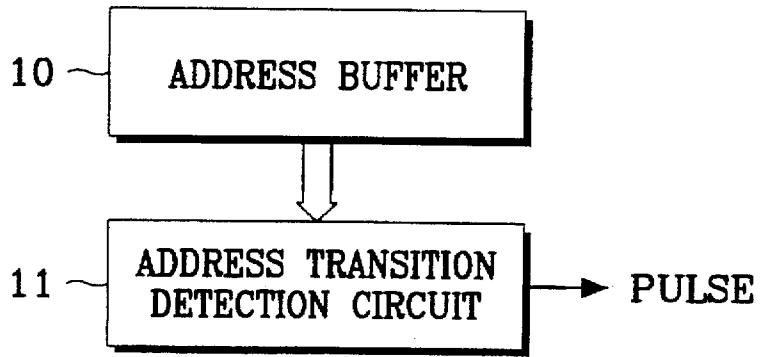 10
ADDRESS BUFFER
11
ADDRESS TRANSITION
DETECTION CIRCUIT
PULSE